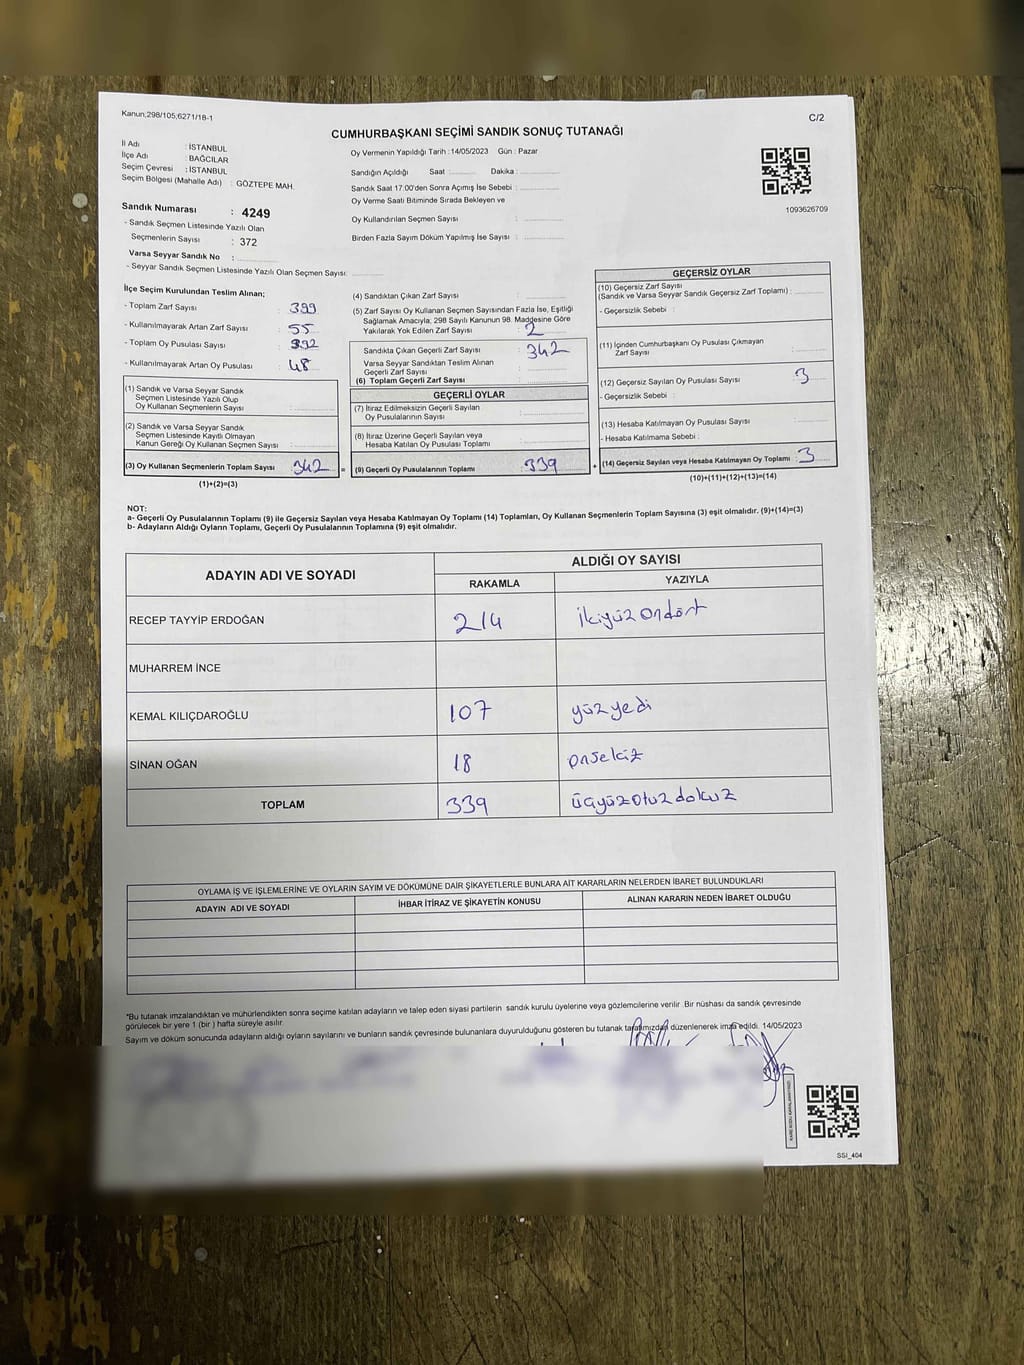 Kanun;298/105;6271/18-1
C/2
CUMHURBAŞKANI SEÇİMİ SANDIK SONUÇ TUTANAĞI
İl Adı : İSTANBUL
İlçe Adı : BAĞCILAR
Seçim Çevresi : İSTANBUL
Seçim Bölgesi (Mahalle Adı) : GÖZTEPE MAH.
Oy Vermenin Yapıldığı Tarih : 14/05/2023 Gün : Pazar
Sandığın Açıldığı Saat : Dakika :
Sandık Saat 17:00'den Sonra Açımış İse Sebebi :
Oy Verme Saati Bitiminde Sırada Bekleyen ve
Oy Kullandırılan Seçmen Sayısı :
Birden Fazla Sayım Döküm Yapılmış İse Sayısı :
1093626709
Sandık Numarası : 4249
- Sandık Seçmen Listesinde Yazılı Olan
Seçmenlerin Sayısı : 372
Varsa Seyyar Sandık No :
- Seyyar Sandık Seçmen Listesinde Yazılı Olan Seçmen Sayısı:
İlçe Seçim Kurulundan Teslim Alınan;
- Toplam Zarf Sayısı : 399
- Kullanılmayarak Artan Zarf Sayısı : 55
- Toplam Oy Pusulası Sayısı : 392
- Kullanılmayarak Artan Oy Pusulası : 48
(1) Sandık ve Varsa Seyyar Sandık
Seçmen Listesinde Yazılı Olup
Oy Kullanan Seçmenlerin Sayısı :
(2) Sandık ve Varsa Seyyar Sandık
Seçmen Listesinde Kayıtlı Olmayan
Kanun Gereği Oy Kullanan Seçmen Sayısı :
(3) Oy Kullanan Seçmenlerin Toplam Sayısı : 342 =
(1)+(2)=(3)
(4) Sandıktan Çıkan Zarf Sayısı :
(5) Zarf Sayısı Oy Kullanan Seçmen Sayısından Fazla İse, Eşitliği
Sağlamak Amacıyla; 298 Sayılı Kanunun 98. Maddesine Göre
Yakılarak Yok Edilen Zarf Sayısı : 2
Sandıkta Çıkan Geçerli Zarf Sayısı : 342
Varsa Seyyar Sandıktan Teslim Alınan
Geçerli Zarf Sayısı :
(6) Toplam Geçerli Zarf Sayısı :
GEÇERLİ OYLAR
(7) İtiraz Edilmeksizin Geçerli Sayılan
Oy Pusulalarının Sayısı :
(8) İtiraz Üzerine Geçerli Sayılan veya
Hesaba Katılan Oy Pusulası Toplamı :
(9) Geçerli Oy Pusulalarının Toplamı : 339 +
GEÇERSİZ OYLAR
(10) Geçersiz Zarf Sayısı
(Sandık ve Varsa Seyyar Sandık Geçersiz Zarf Toplamı) :
- Geçersizlik Sebebi :
(11) İçinden Cumhurbaşkanı Oy Pusulası Çıkmayan
Zarf Sayısı :
(12) Geçersiz Sayılan Oy Pusulası Sayısı : 3
- Geçersizlik Sebebi :
(13) Hesaba Katılmayan Oy Pusulası Sayısı :
- Hesaba Katılmama Sebebi :
(14) Geçersiz Sayılan veya Hesaba Katılmayan Oy Toplamı : 3
(10)+(11)+(12)+(13)=(14)
NOT:
a- Geçerli Oy Pusulalarının Toplamı (9) ile Geçersiz Sayılan veya Hesaba Katılmayan Oy Toplamı (14) Toplamları, Oy Kullanan Seçmenlerin Toplam Sayısına (3) eşit olmalıdır. (9)+(14)=(3)
b- Adayların Aldığı Oyların Toplamı, Geçerli Oy Pusulalarının Toplamına (9) eşit olmalıdır.
ADAYIN ADI VE SOYADI
ALDIĞI OY SAYISI
RAKAMLA YAZIYLA
RECEP TAYYİP ERDOĞAN 214 ikiyüz ondört
MUHARREM İNCE
KEMAL KILIÇDAROĞLU 107 yüz yedi
SİNAN OĞAN 18 onsekiz
TOPLAM 339 üçyüz otuz dokuz
OYLAMA İŞ VE İŞLEMLERİNE VE OYLARIN SAYIM VE DÖKÜMÜNE DAİR ŞİKAYETLERLE BUNLARA AİT KARARLARIN NELERDEN İBARET BULUNDUKLARI
ADAYIN ADI VE SOYADI İHBAR İTİRAZ VE ŞİKAYETİN KONUSU ALINAN KARARIN NEDEN İBARET OLDUĞU
*Bu tutanak imzalandıktan ve mühürlendikten sonra seçime katılan adayların ve talep eden siyasi partilerin sandık kurulu üyelerine veya gözlemcilerine verilir. Bir nüshası da sandık çevresinde
görülecek bir yere 1 (bir ) hafta süreyle asılır.
Sayım ve döküm sonucunda adayların aldığı oyların sayılarını ve bunların sandık çevresinde bulunanlara duyurulduğunu gösteren bu tutanak tarafımızdan düzenlenerek imza edildi. 14/05/2023
SSI_404